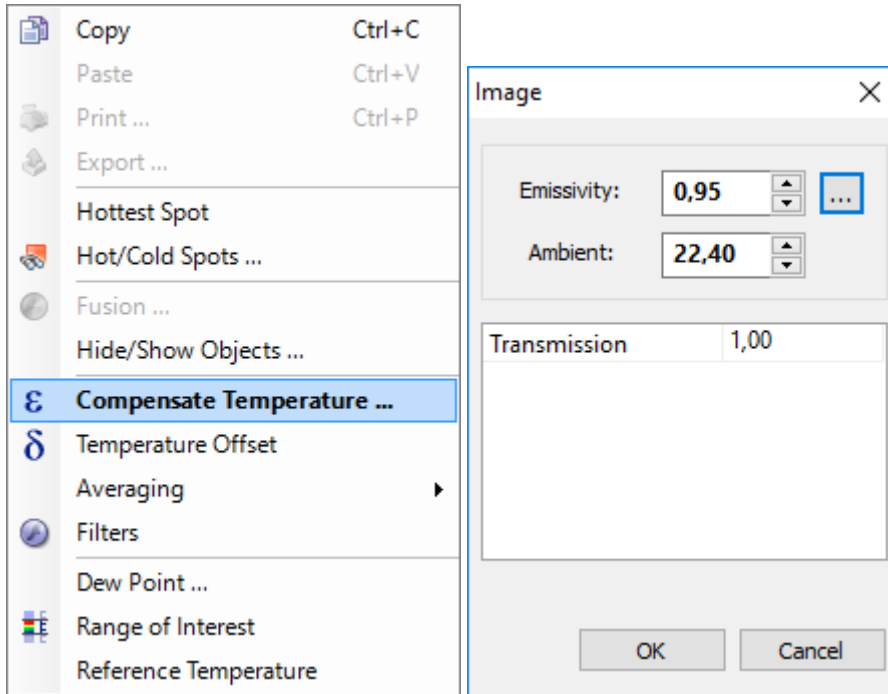 Copy Ctrl+C
Paste Ctrl+V
Print ... Ctrl+P
Export ...
Hottest Spot
Hot/Cold Spots ...
Fusion ...
Hide/Show Objects ...
ε Compensate Temperature ...
δ Temperature Offset
Averaging
Filters
Dew Point ...
Range of Interest
Reference Temperature
Image
Emissivity: 0,95 ...
Ambient: 22,40
Transmission 1,00
OK Cancel